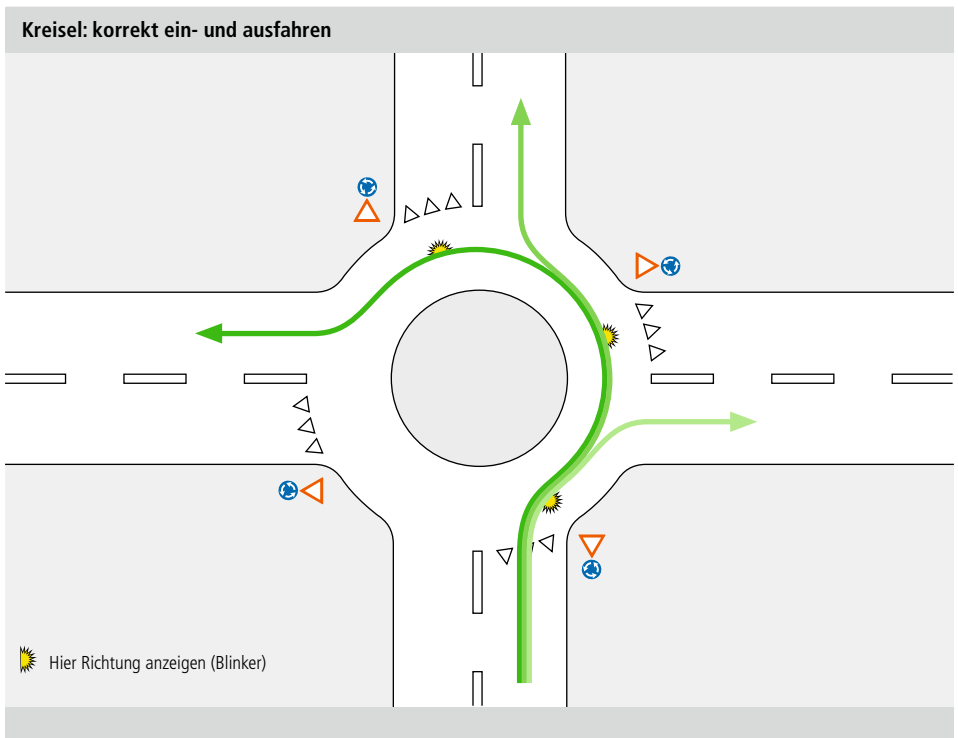 Kreisel: korrekt ein- und ausfahren
Hier Richtung anzeigen (Blinker)